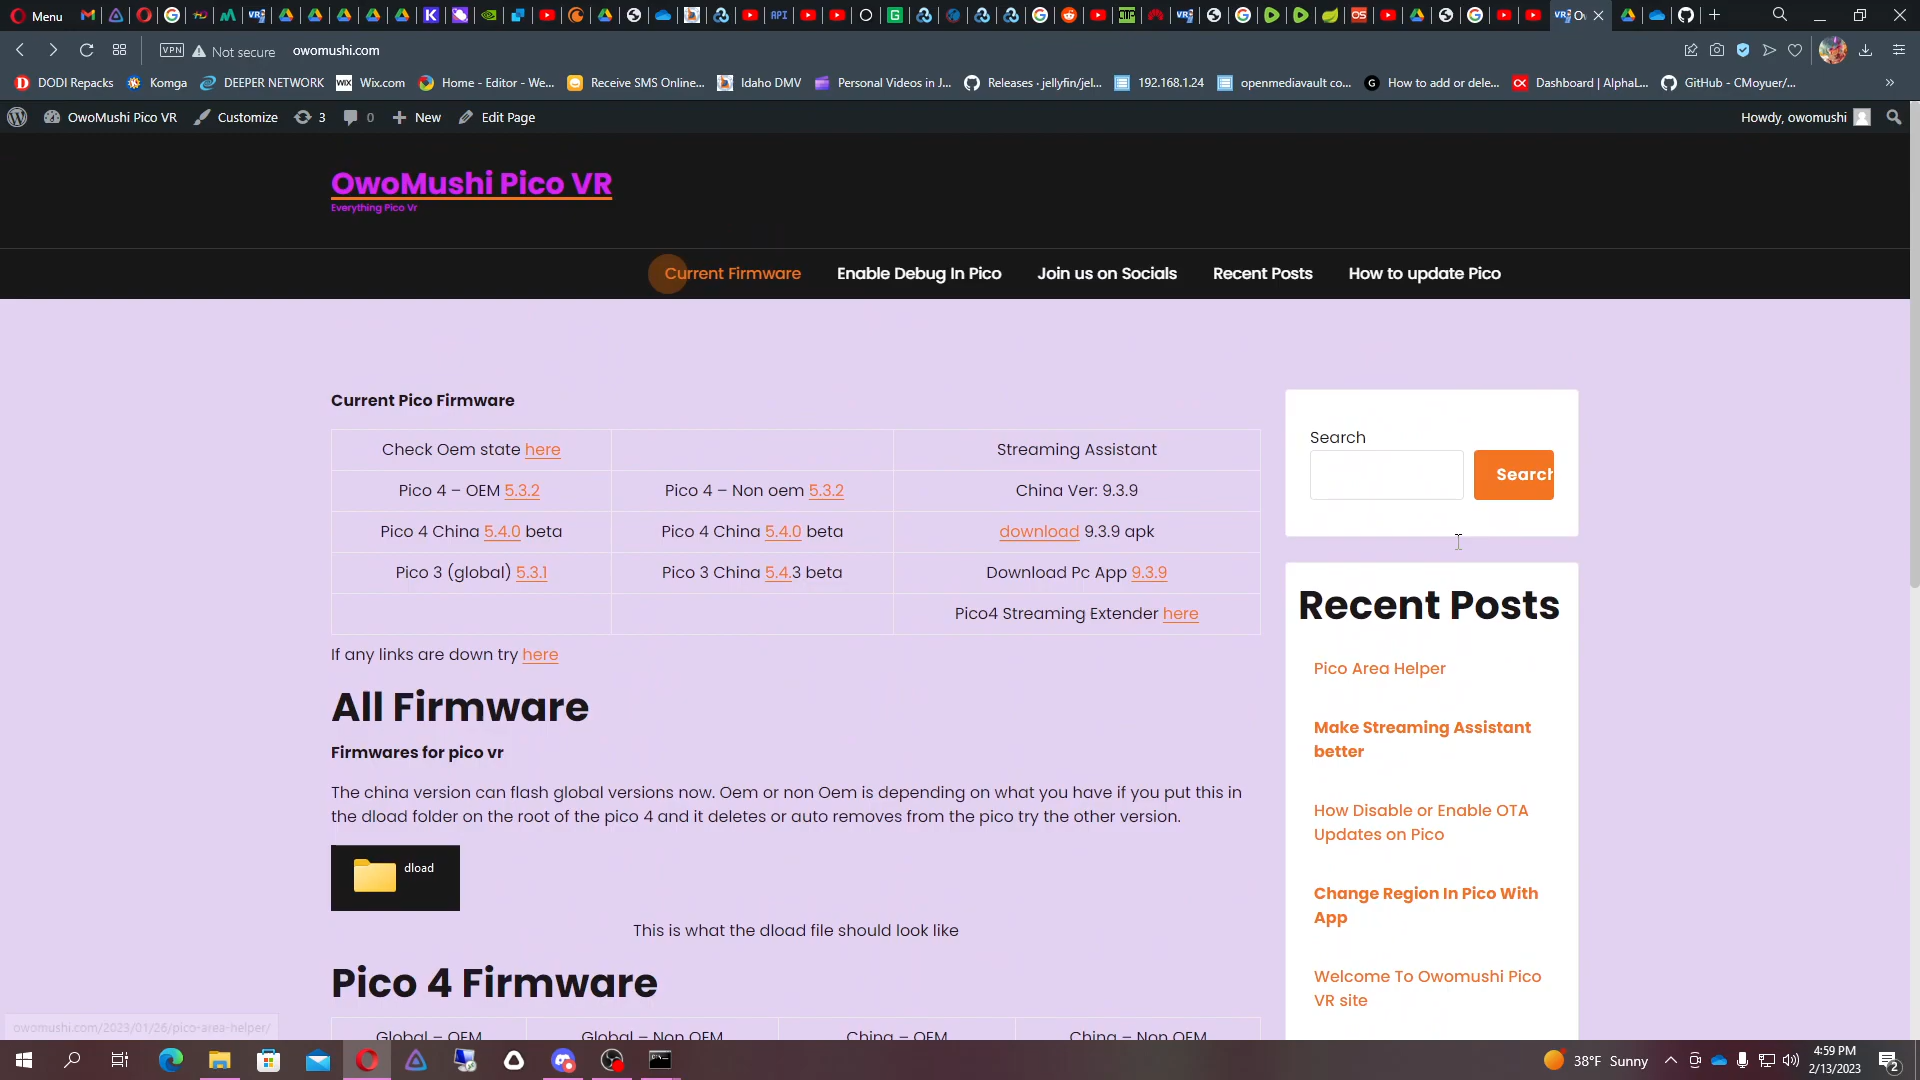 Menu
VPN
Not secure
owomushi.com
DODI Repacks
Komga
DEEPER NETWORK
Wix.com
Home - Editor - We...
Receive SMS Online...
Idaho DMV
Personal Videos in J...
Releases · jellyfin/jel...
192.168.1.24
openmediavault co...
How to add or dele...
Dashboard | AlphaL...
GitHub - CMoyuer/...
OwoMushi Pico VR
Customize
3
0
New
Edit Page
Howdy, owomushi
OwoMushi Pico VR
Everything Pico Vr
Current Firmware
Enable Debug In Pico
Join us on Socials
Recent Posts
How to update Pico
Current Pico Firmware
Check Oem state here
Streaming Assistant
Pico 4 – OEM 5.3.2
Pico 4 – Non oem 5.3.2
China Ver: 9.3.9
Pico 4 China 5.4.0 beta
Pico 4 China 5.4.0 beta
download 9.3.9 apk
Pico 3 (global) 5.3.1
Pico 3 China 5.4.3 beta
Download Pc App 9.3.9
Pico4 Streaming Extender here
If any links are down try here
All Firmware
Firmwares for pico vr
The china version can flash global versions now. Oem or non Oem is depending on what you have if you put this in
the dload folder on the root of the pico 4 and it deletes or auto removes from the pico try the other version.
dload
This is what the dload file should look like
Pico 4 Firmware
Global – OEM
Global – Non OEM
China – OEM
China – Non OEM
Search
Search
Recent Posts
Pico Area Helper
Make Streaming Assistant
better
How Disable or Enable OTA
Updates on Pico
Change Region In Pico With
App
Welcome To Owomushi Pico
VR site
owomushi.com/2023/01/26/pico-area-helper/
38°F Sunny
4:59 PM
2/13/2023
2